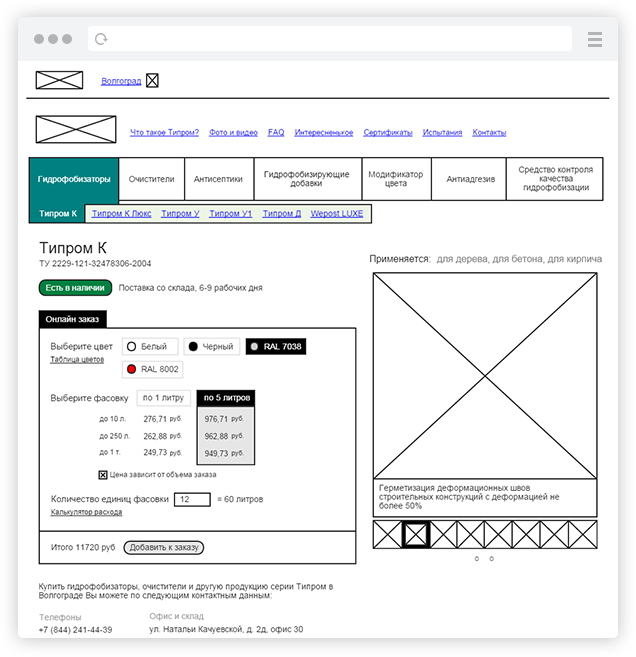 Волгоград
Что такое Типром? Фото и видео FAQ Интересненькое Сертификаты Испытания Контакты
Гидрофобизаторы Очистители Антисептики Гидрофобизирующие добавки Модификатор цвета Антиадгезив Средство контроля качества гидрофобизации
Типром К Типром К Люкс Типром У Типром У1 Типром Д Wepost LUXE
Типром К
ТУ 2229-121-32478306-2004
Применяется: для дерева, для бетона, для кирпича
Есть в наличии Поставка со склада, 6-9 рабочих дня
Онлайн заказ
Выберите цвет Белый Черный RAL 7038
Таблица цветов
RAL 8002
Выберите фасовку по 1 литру по 5 литров
до 10 л. 276,71 руб. 976,71 руб.
до 250 л. 262,88 руб. 962,88 руб.
до 1 т. 249,73 руб. 949,73 руб.
Цена зависит от объема заказа
Количество единиц фасовки 12 = 60 литров
Калькулятор расхода
Итого 11720 руб Добавить к заказу
Герметизация деформационных швов
строительных конструкций с деформацией не
более 50%
Купить гидрофобизаторы, очистители и другую продукцию серии Типром в
Волгограде Вы можете по следующим контактным данным:
Телефоны Офис и склад
+7 (844) 241-44-39 ул. Натальи Качуевской, д. 2д, офис 30